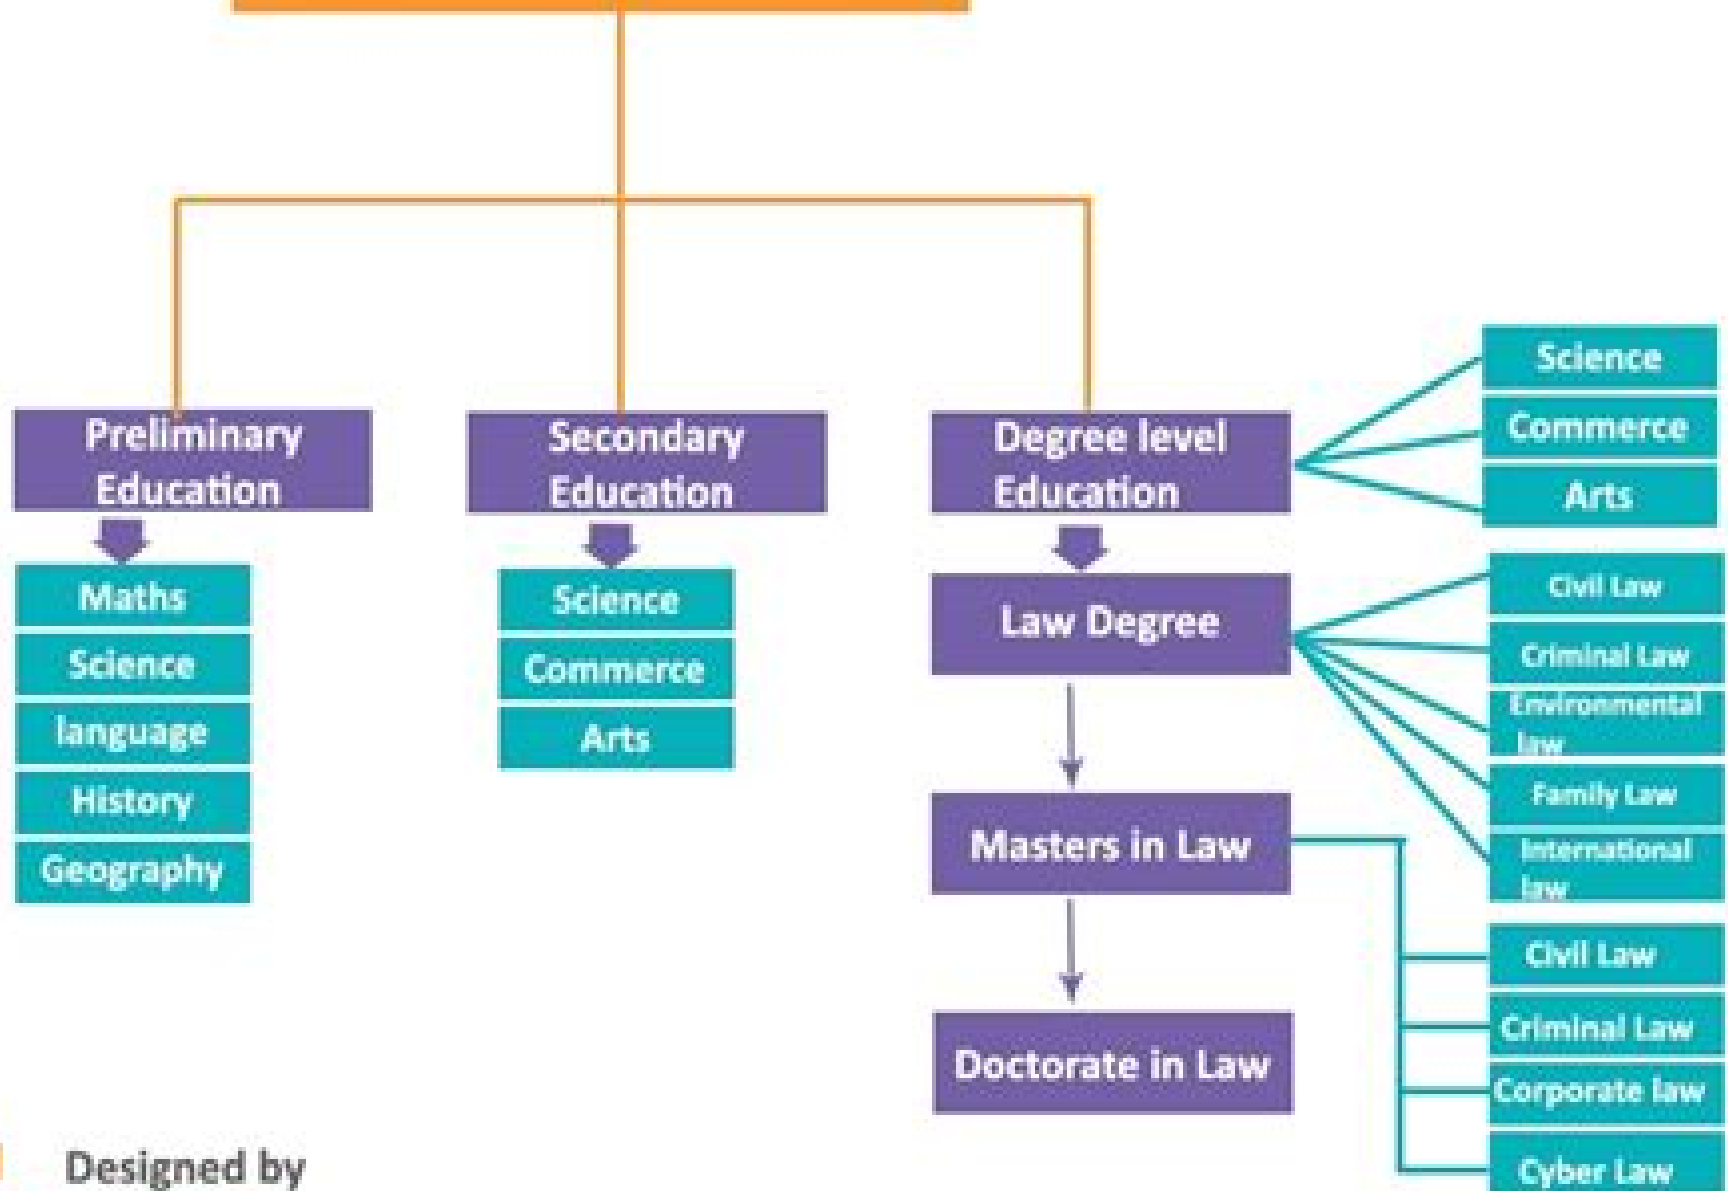 Preliminary
Education
Maths
Science
language
History
Geography
Secondary
Education
Science
Commerce
Arts
Degree level
Education
Science
Commerce
Arts
Law Degree
Civil Law
Criminal Law
Environmental
law
Family Law
International
law
Masters in Law
Civil Law
Criminal Law
Corporate law
Cyber Law
Doctorate in Law
Designed by